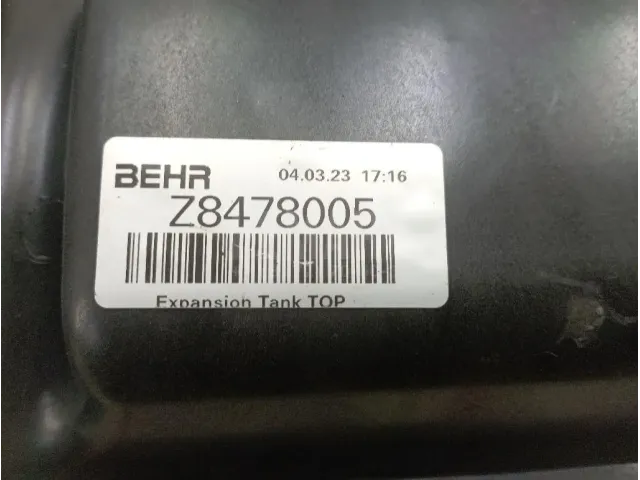 BEHR 04.03.23 17:16
Z8478005
Expansion Tank TOP